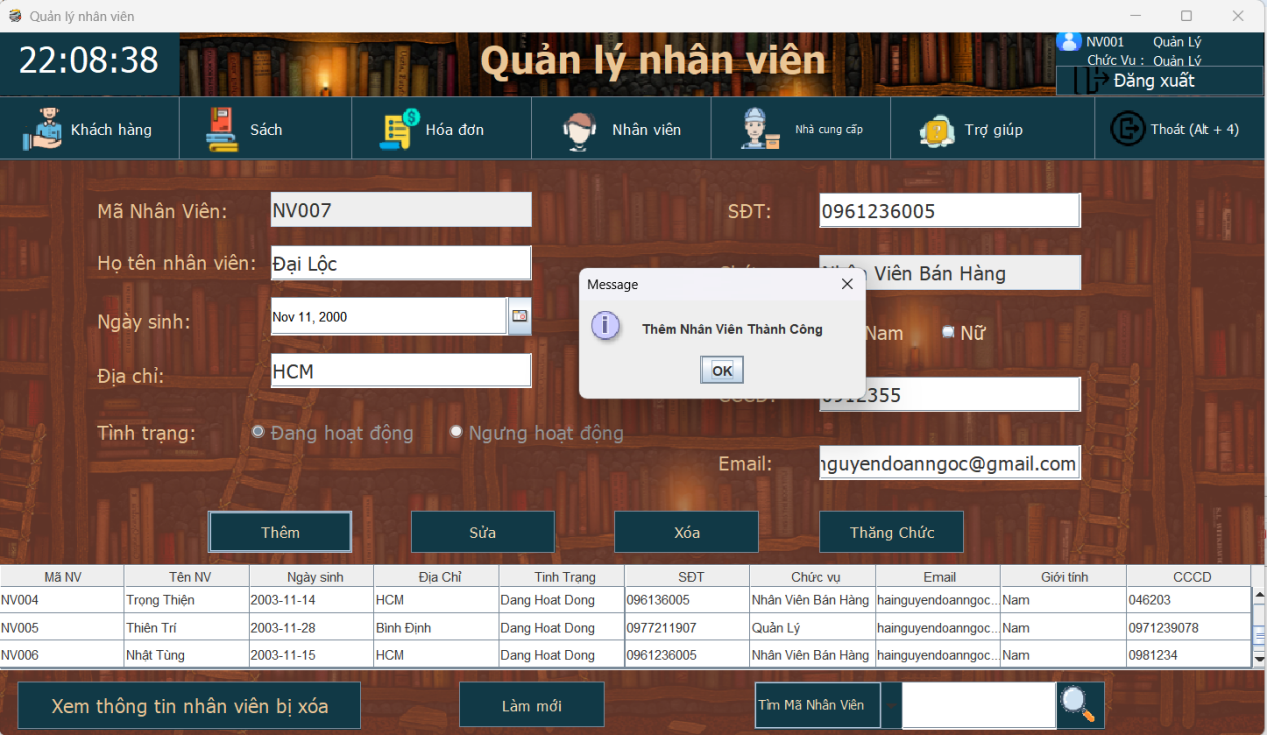 Quản lý nhân viên
22:08:38
Quản lý nhân viên
NV001 Quản Lý
Chức Vụ : Quản Lý
Đăng xuất
Khách hàng
Sách
Hóa đơn
Nhân viên
Nhà cung cấp
Trợ giúp
Thoát (Alt + 4)
Mã Nhân Viên: NV007
SĐT: 0961236005
Họ tên nhân viên: Đại Lộc
Viên Bán Hàng
Ngày sinh: Nov 11, 2000
Nam Nữ
Địa chỉ: HCM
Message
Thêm Nhân Viên Thành Công
OK
2355
Tình trạng: Đang hoạt động Ngưng hoạt động
Email: nguyendoanngoc@gmail.com
Thêm Sửa Xóa Thăng Chức
Mã NV Tên NV Ngày sinh Địa Chỉ Tình Trạng SĐT Chức vụ Email Giới tính CCCD
NV004 Trọng Thiện 2003-11-14 HCM Dang Hoat Dong 096136005 Nhân Viên Bán Hàng hainguyendoanngoc... Nam 046203
NV005 Thiên Trí 2003-11-28 Bình Định Dang Hoat Dong 0977211907 Quản Lý hainguyendoanngoc... Nam 0971239078
NV006 Nhật Tùng 2003-11-15 HCM Dang Hoat Dong 0961236005 Nhân Viên Bán Hàng hainguyendoanngoc... Nam 0981234
Xem thông tin nhân viên bị xóa
Làm mới
Tìm Mã Nhân Viên